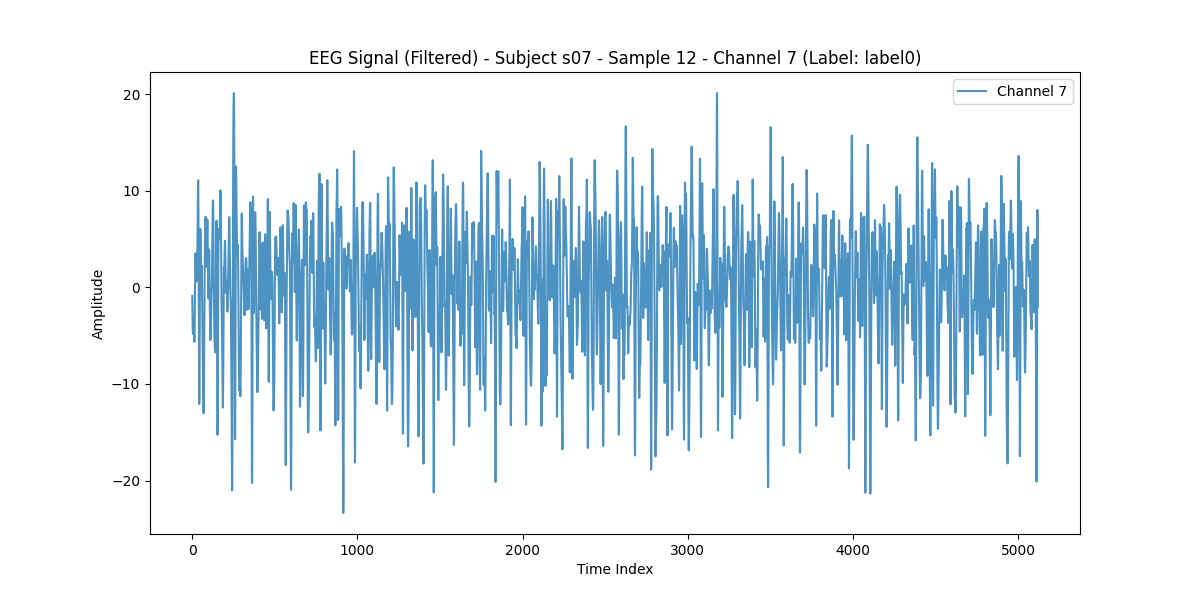 EEG Signal (Filtered) - Subject s07 - Sample 12 - Channel 7 (Label: label0)
Channel 7
20
10
0
−10
−20
Amplitude
0 1000 2000 3000 4000 5000
Time Index